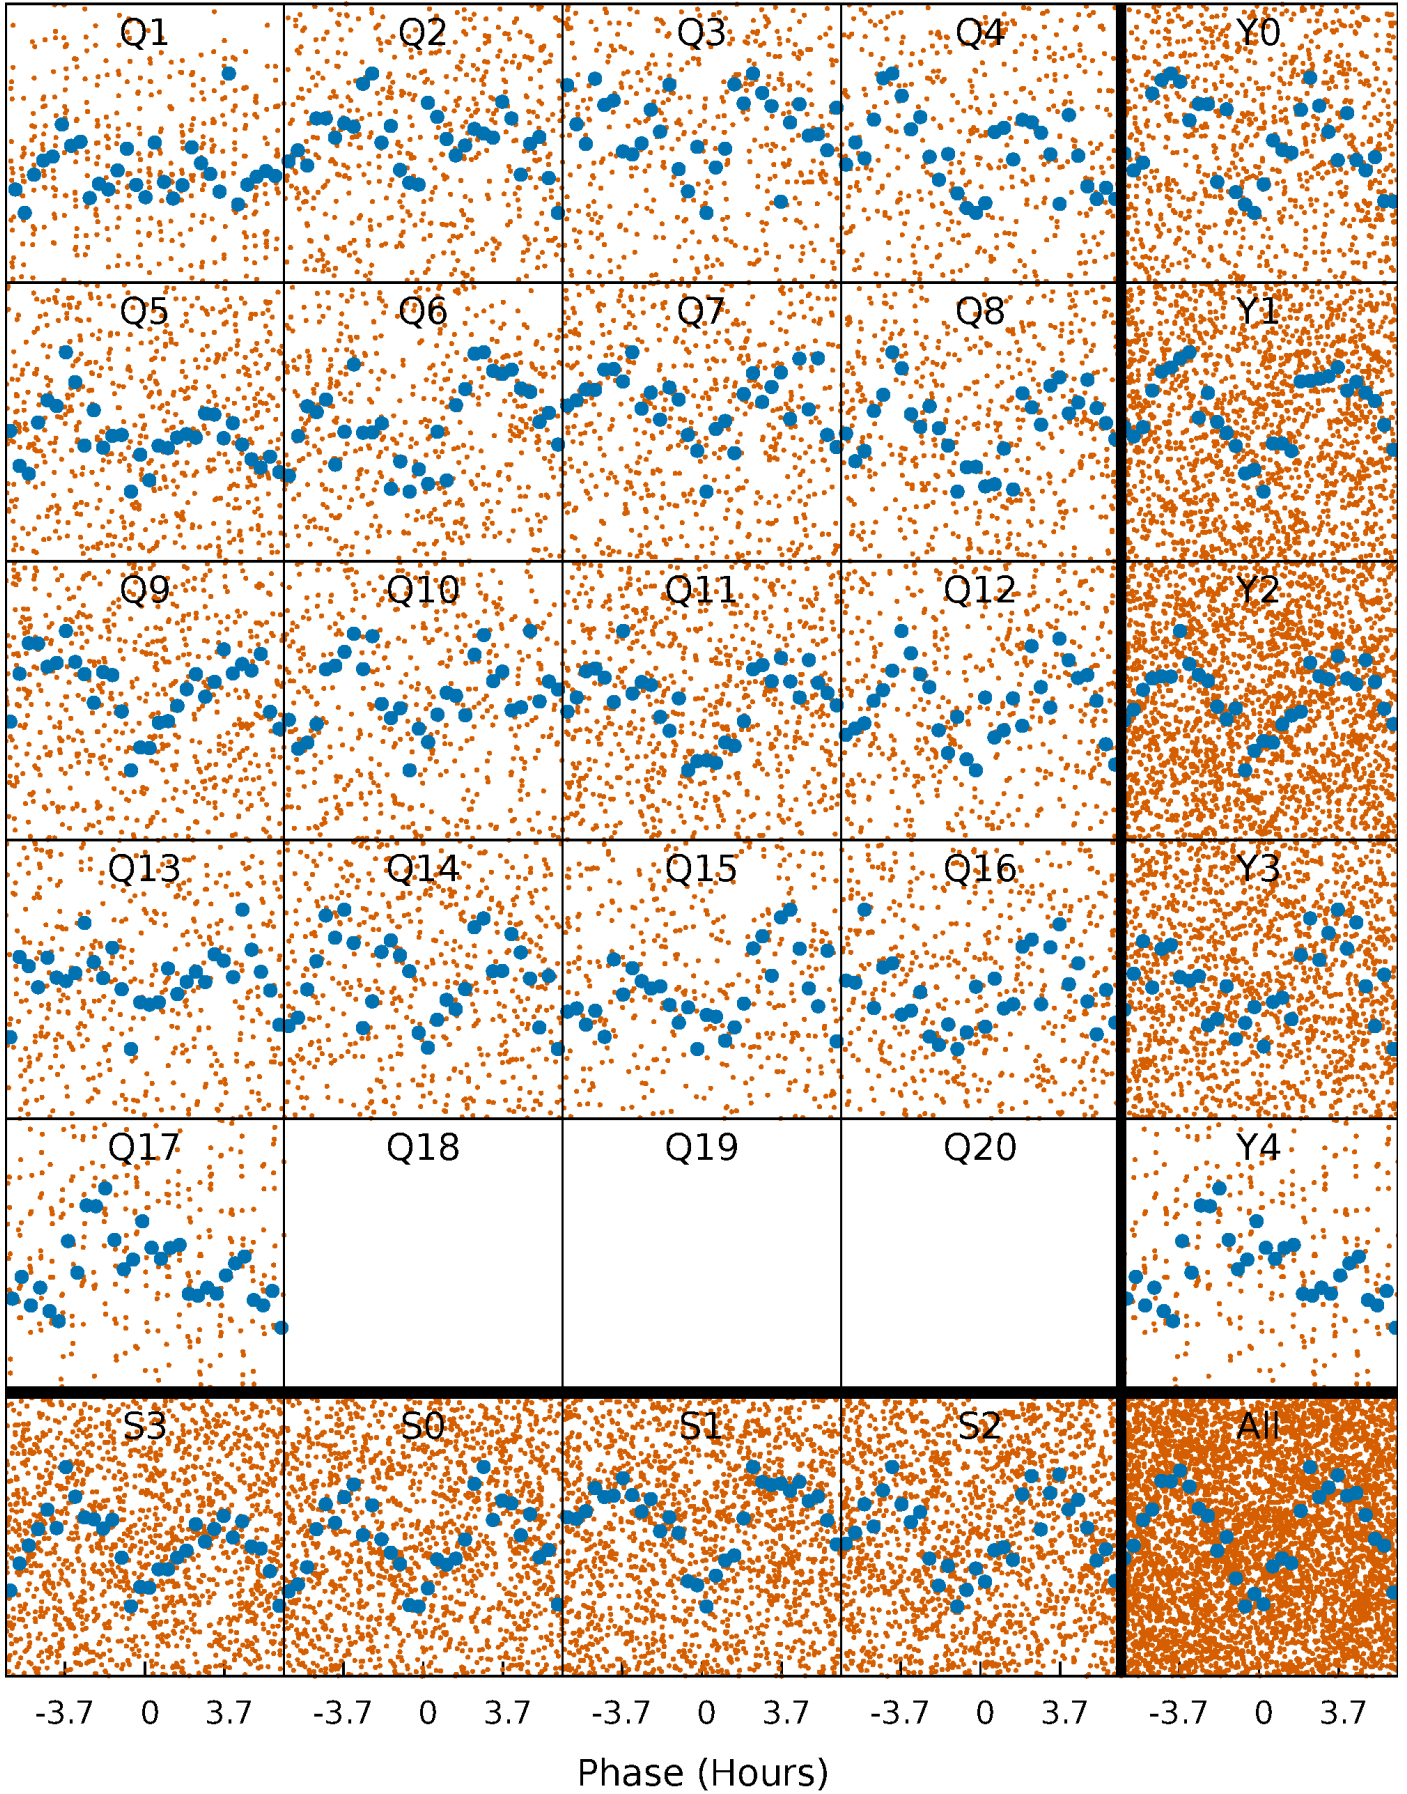 Q1 Q2 Q3 Q4 Y0
Q5 Q6 Q7 Q8 Y1
Q9 Q10 Q11 Q12 Y2
Q13 Q14 Q15 Q16 Y3
Q17 Q18 Q19 Q20 Y4
S3 S0 S1 S2 All
-3.7 0 3.7 -3.7 0 3.7 -3.7 0 3.7 -3.7 0 3.7 -3.7 0 3.7
Phase (Hours)